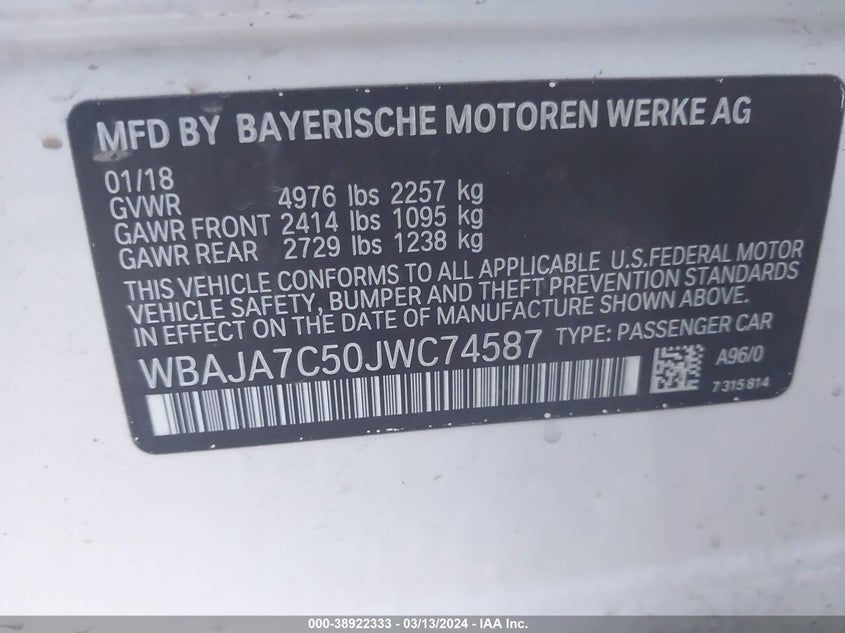 MFD BY BAYERISCHE MOTOREN WERKE AG
01/18
GVWR 4976 lbs 2257 kg
GAWR FRONT 2414 lbs 1095 kg
GAWR REAR 2729 lbs 1238 kg
THIS VEHICLE CONFORMS TO ALL APPLICABLE U.S.FEDERAL MOTOR
VEHICLE SAFETY, BUMPER AND THEFT PREVENTION STANDARDS
IN EFFECT ON THE DATE OF MANUFACTURE SHOWN ABOVE.
WBAJA7C50JWC74587 TYPE: PASSENGER CAR
A96/0
7 315 814
000-38922333 - 03/13/2024 - IAA, Inc.